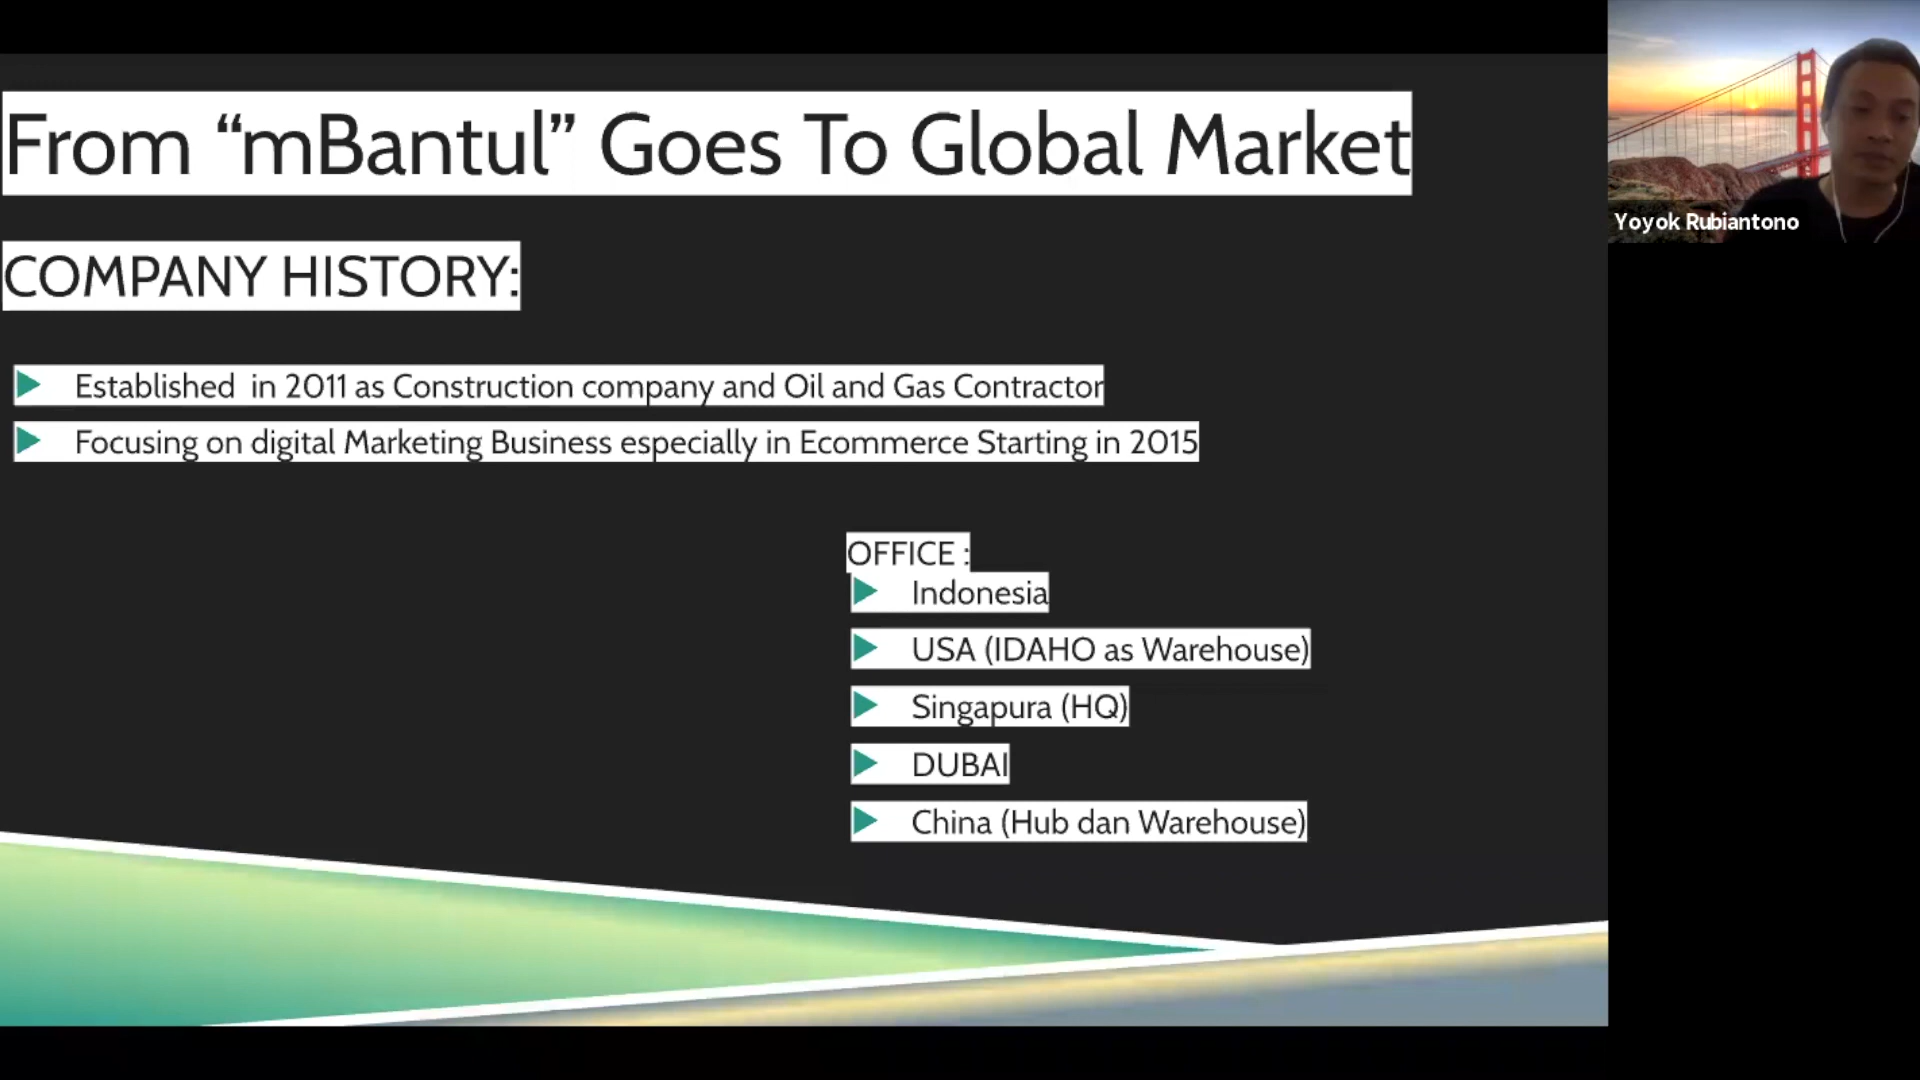 From “mBantul” Goes To Global Market
COMPANY HISTORY:
Established in 2011 as Construction company and Oil and Gas Contractor
Focusing on digital Marketing Business especially in Ecommerce Starting in 2015
OFFICE :
Indonesia
USA (IDAHO as Warehouse)
Singapura (HQ)
DUBAI
China (Hub dan Warehouse)
Yoyok Rubiantono